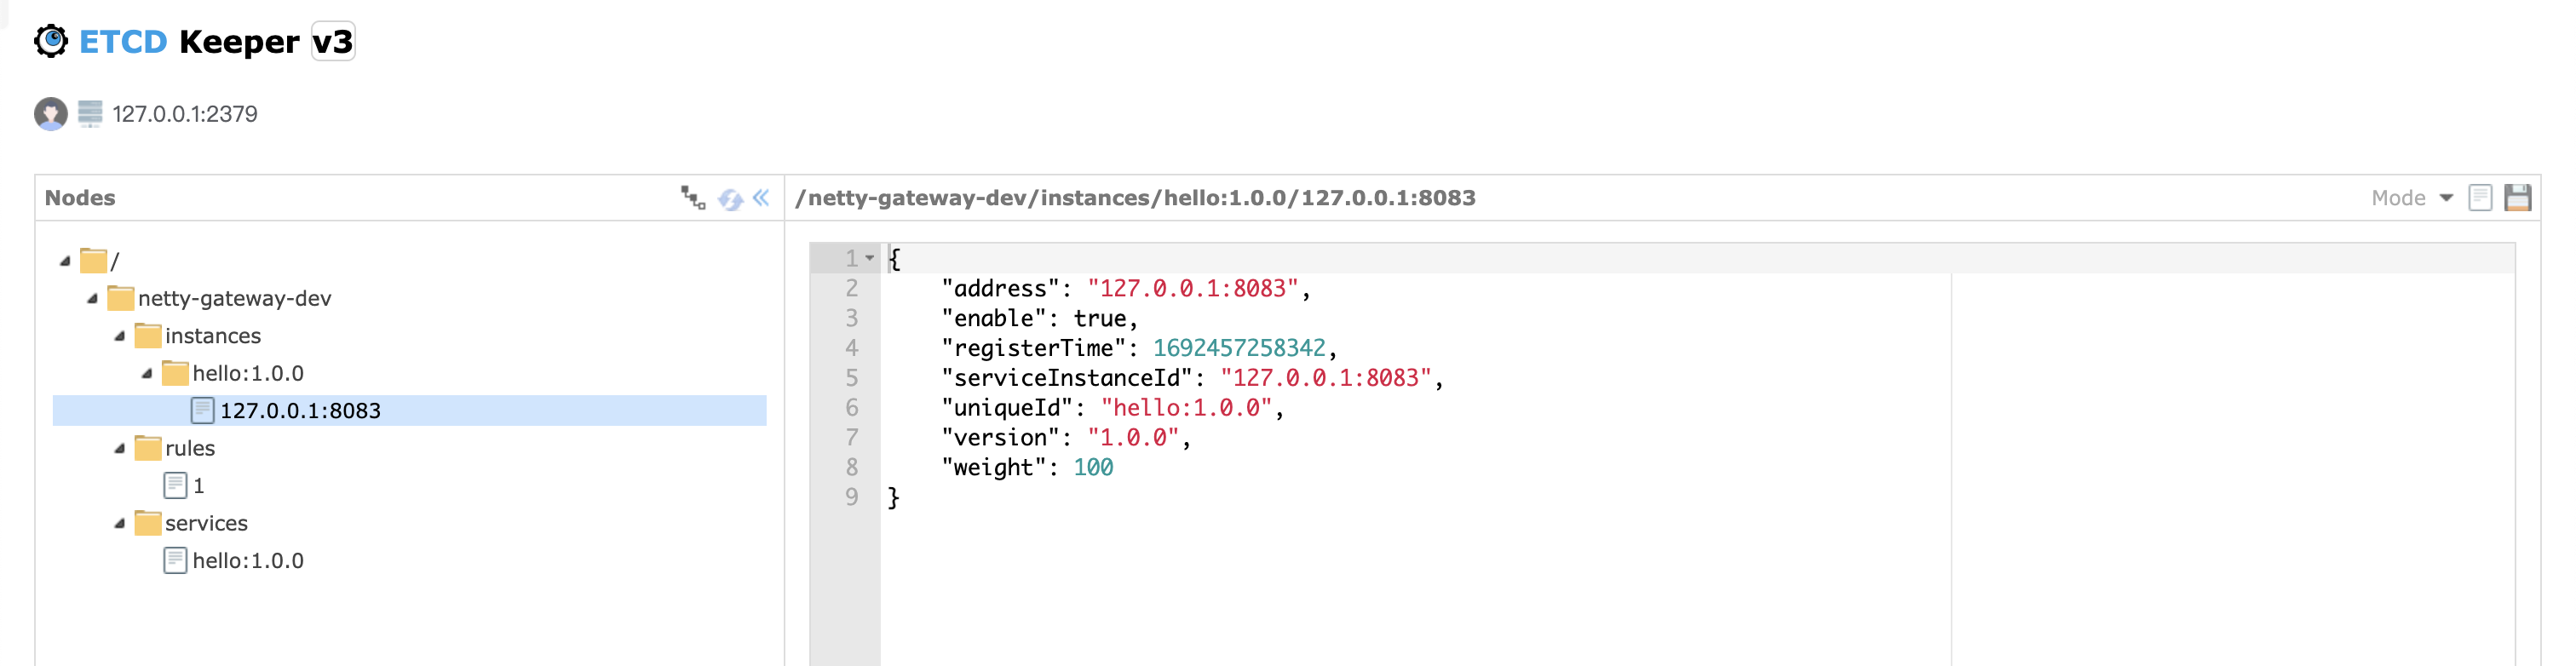 ETCD Keeper v3
127.0.0.1:2379
Nodes
/
netty-gateway-dev
instances
hello:1.0.0
127.0.0.1:8083
rules
1
services
hello:1.0.0
/netty-gateway-dev/instances/hello:1.0.0/127.0.0.1:8083
Mode
1 {
2 "address": "127.0.0.1:8083",
3 "enable": true,
4 "registerTime": 1692457258342,
5 "serviceInstanceId": "127.0.0.1:8083",
6 "uniqueId": "hello:1.0.0",
7 "version": "1.0.0",
8 "weight": 100
9 }